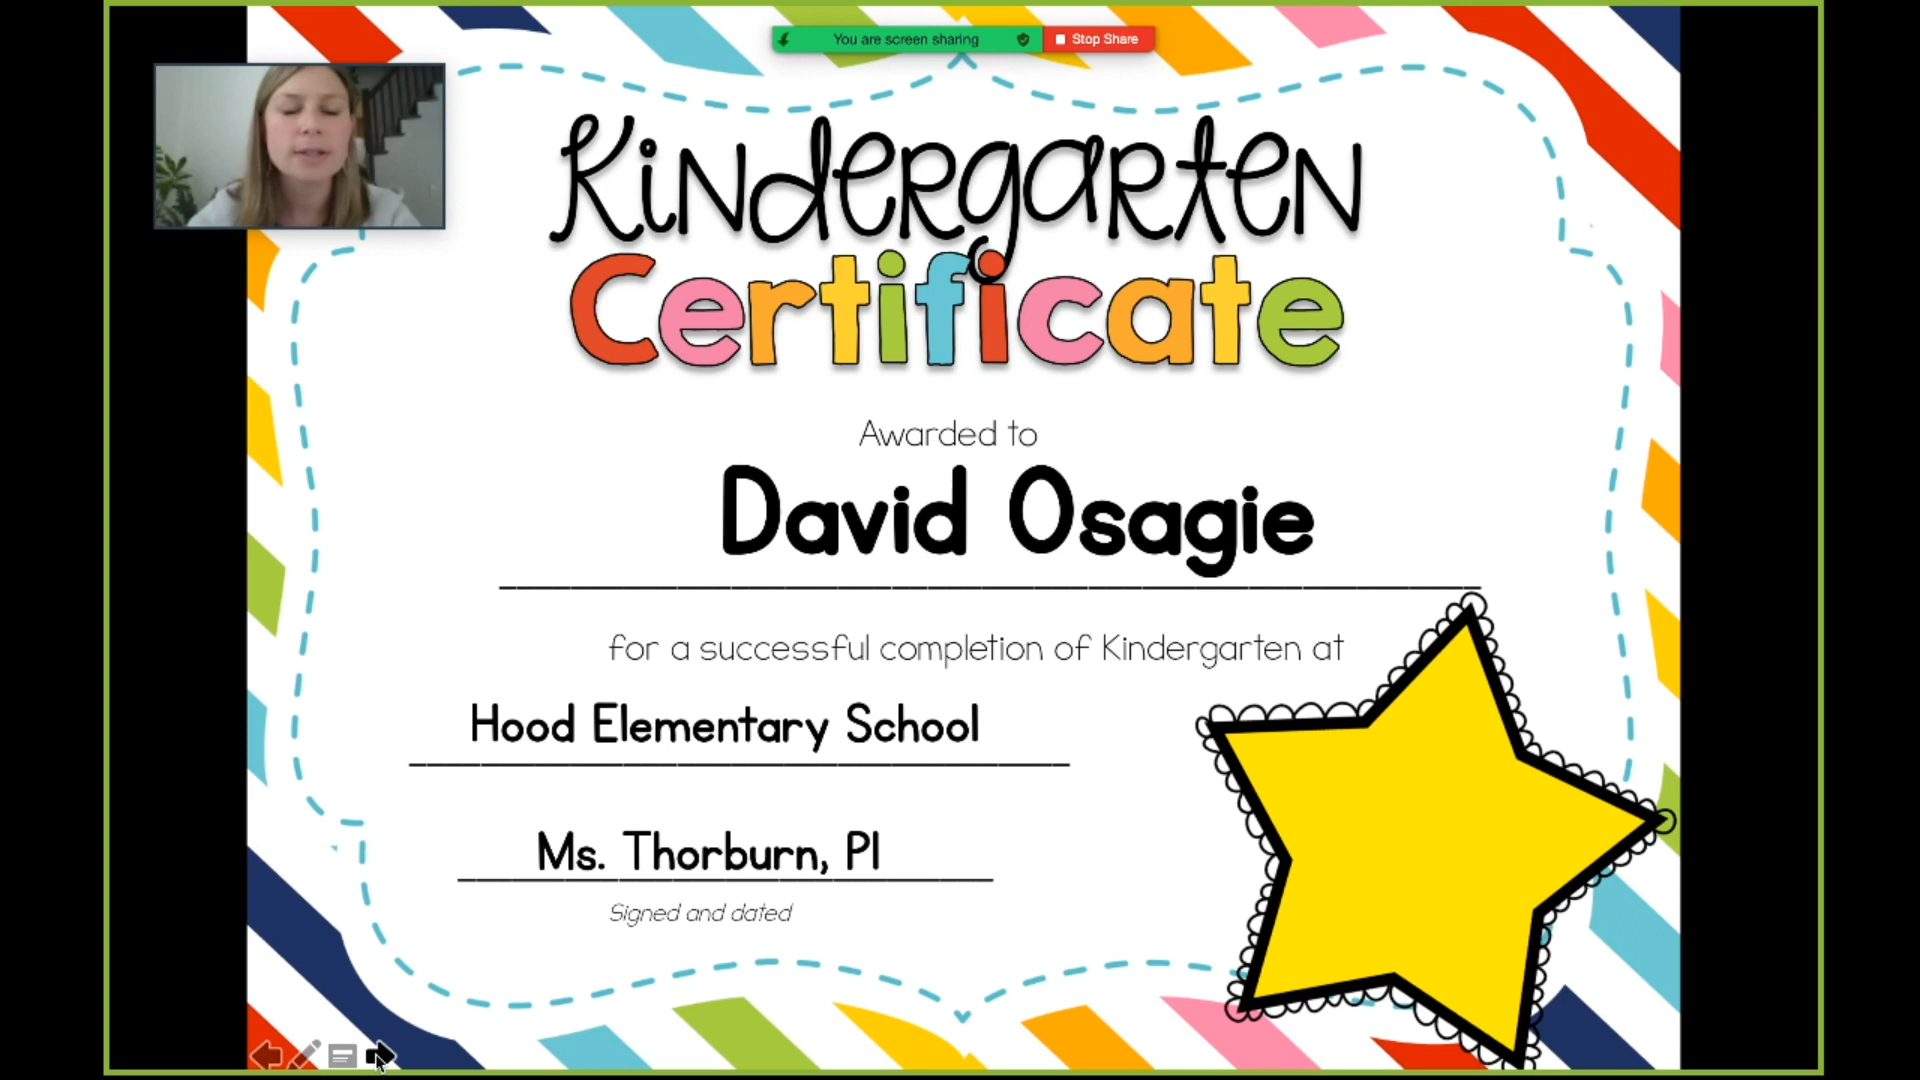 You are screen sharing
Stop Share
Kindergarten
Certificate
Awarded to
David Osagie
for a successful completion of Kindergarten at
Hood Elementary School
Ms. Thorburn, P1
Signed and dated